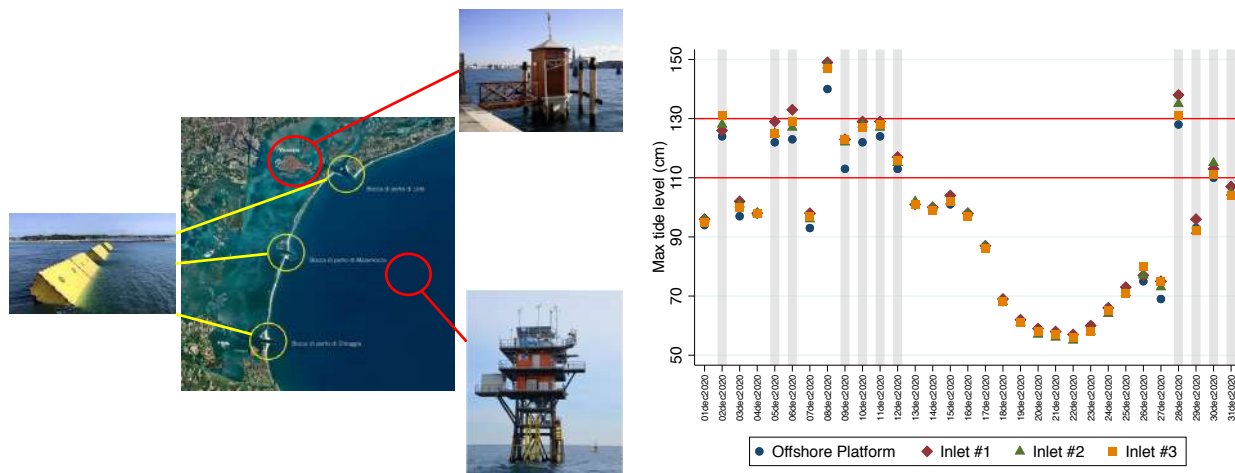 Venezia
Bocca di porto di Lido
Bocca di porto di Malamocco
Bocca di porto di Chioggia
Max tide level (cm)
150
130
110
90
70
50
01dec2020
02dec2020
03dec2020
04dec2020
05dec2020
06dec2020
07dec2020
08dec2020
09dec2020
10dec2020
11dec2020
12dec2020
13dec2020
14dec2020
15dec2020
16dec2020
17dec2020
18dec2020
19dec2020
20dec2020
21dec2020
22dec2020
23dec2020
24dec2020
25dec2020
26dec2020
27dec2020
28dec2020
29dec2020
30dec2020
31dec2020
Offshore Platform Inlet #1 Inlet #2 Inlet #3